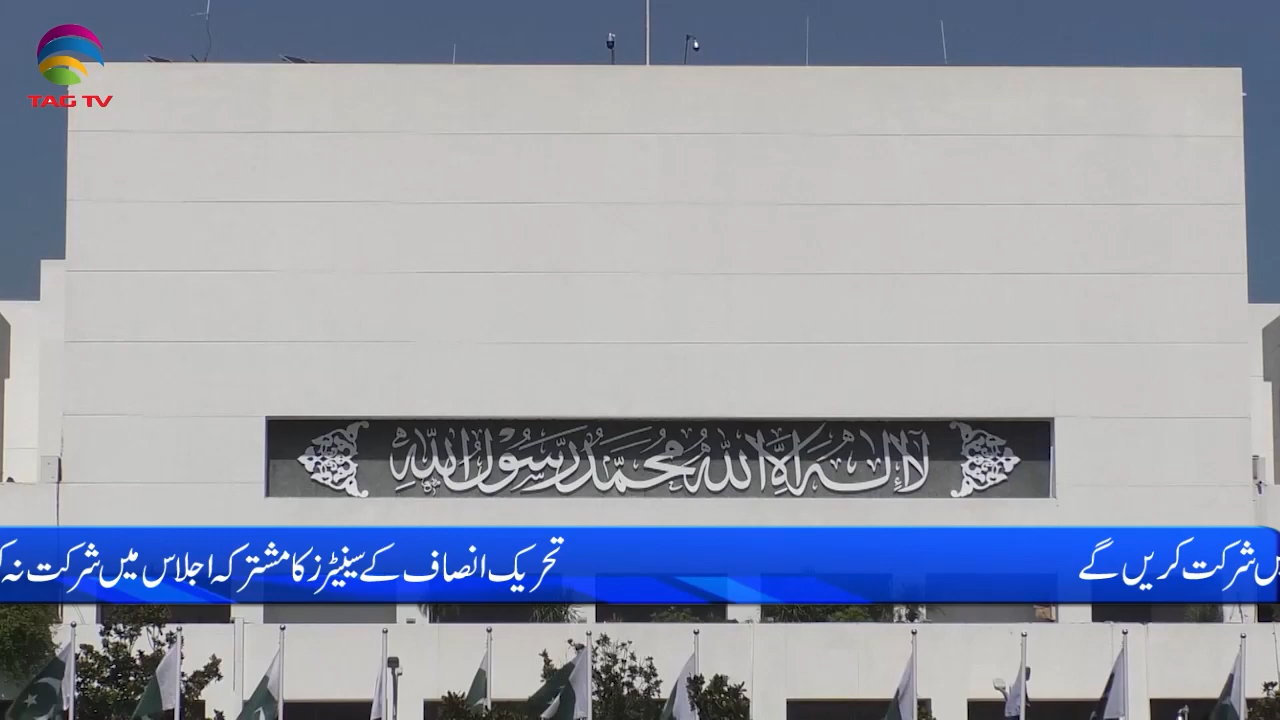 TAG TV
لا إله إلا الله محمد رسول الله
شرکت کریں گے
تحریک انصاف کے سینیٹرز کا مشترکہ اجلاس میں شرکت نہ